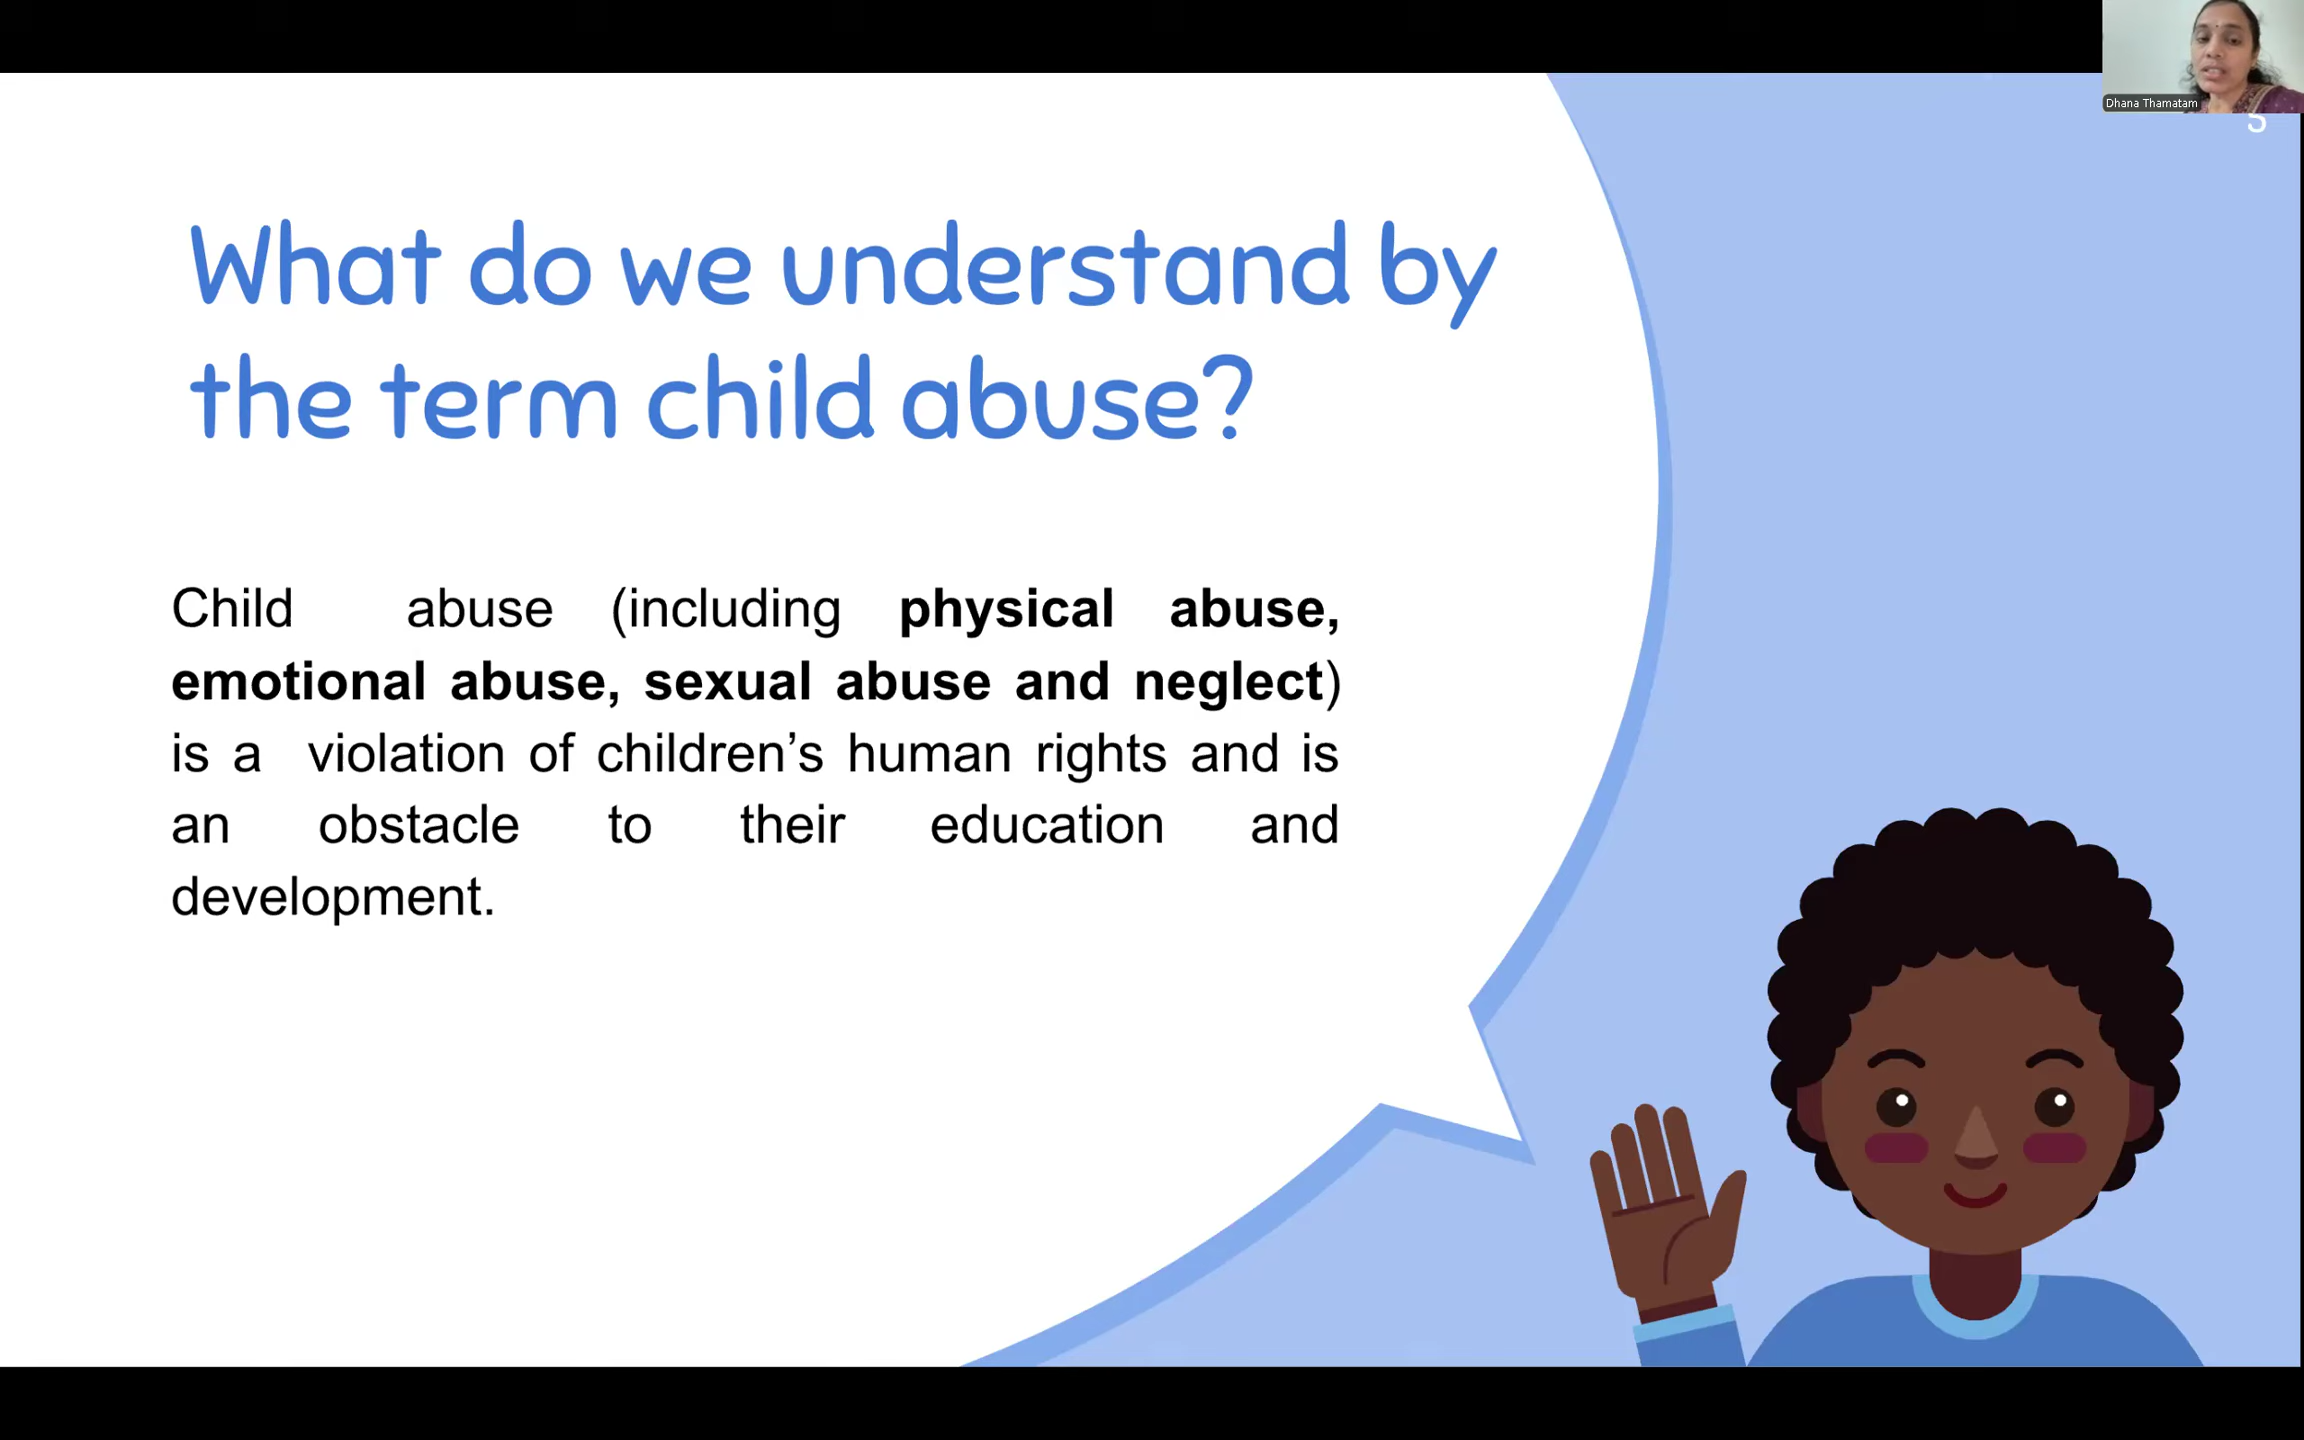 Dhana Thamatam
5
What do we understand by
the term child abuse?
Child abuse (including physical abuse,
emotional abuse, sexual abuse and neglect)
is a violation of children’s human rights and is
an obstacle to their education and
development.